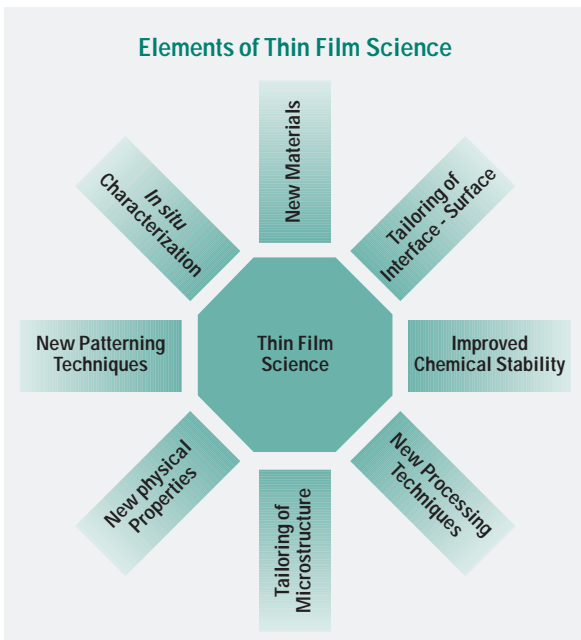 Elements of Thin Film Science
New Materials
Tailoring of
Interface - Surface
Improved
Chemical Stability
New Processing
Techniques
Tailoring of
Microstructure
New physical
Properties
New Patterning
Techniques
In situ
Characterization
Thin Film
Science